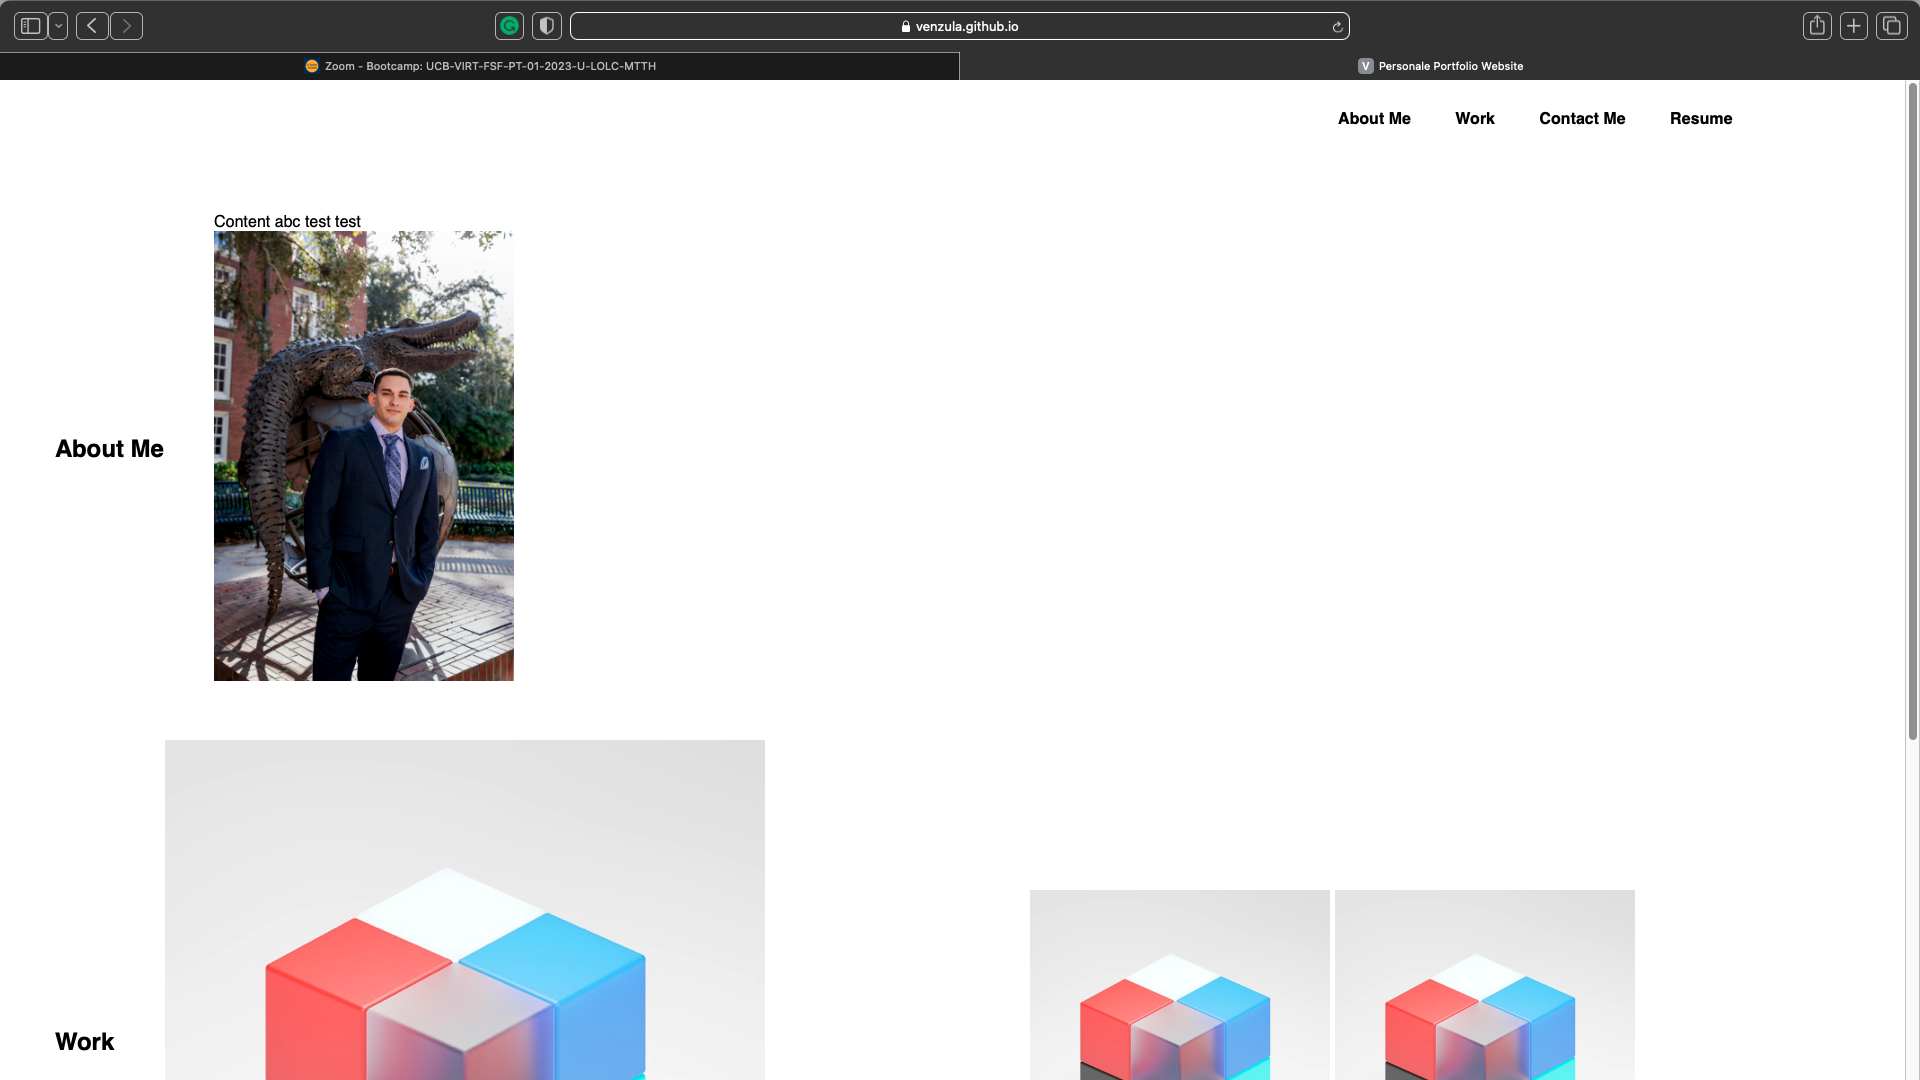 venzula.github.io
Zoom - Bootcamp: UCB-VIRT-FSF-PT-01-2023-U-LOLC-MTTH
V Personale Portfolio Website
About Me Work Contact Me Resume
Content abc test test
About Me
Work